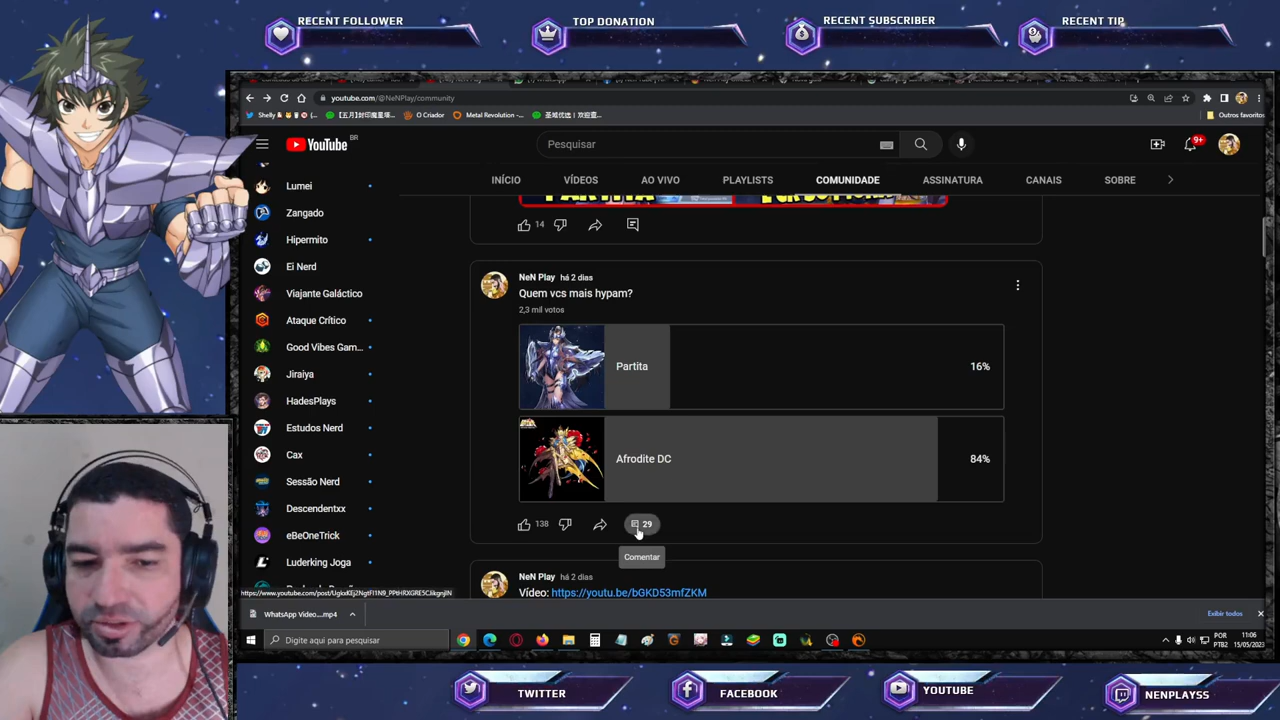 RECENT FOLLOWER
TOP DONATION
RECENT SUBSCRIBER
RECENT TIP
youtube.com/@NeNPlay/community
O Criador
Metal Revolution -...
Outros favoritos
YouTube BR
Pesquisar
9+
INÍCIO
VÍDEOS
AO VIVO
PLAYLISTS
COMUNIDADE
ASSINATURA
CANAIS
SOBRE
Lumei
Zangado
Hipermito
Ei Nerd
Viajante Galáctico
Ataque Crítico
Good Vibes Gam...
Jiraiya
HadesPlays
Estudos Nerd
Cax
Sessão Nerd
Descendentxx
eBeOneTrick
Luderking Joga
14
NeN Play há 2 dias
Quem vcs mais hypam?
2,3 mil votos
Partita
16%
Afrodite DC
84%
138
29
Comentar
NeN Play há 2 dias
Vídeo: https://youtu.be/bGKD53mfZKM
WhatsApp Video....mp4
Exibir todos
Digite aqui para pesquisar
POR
PTB2
11:06
15/05/2023
TWITTER
FACEBOOK
YOUTUBE
NENPLAYSS